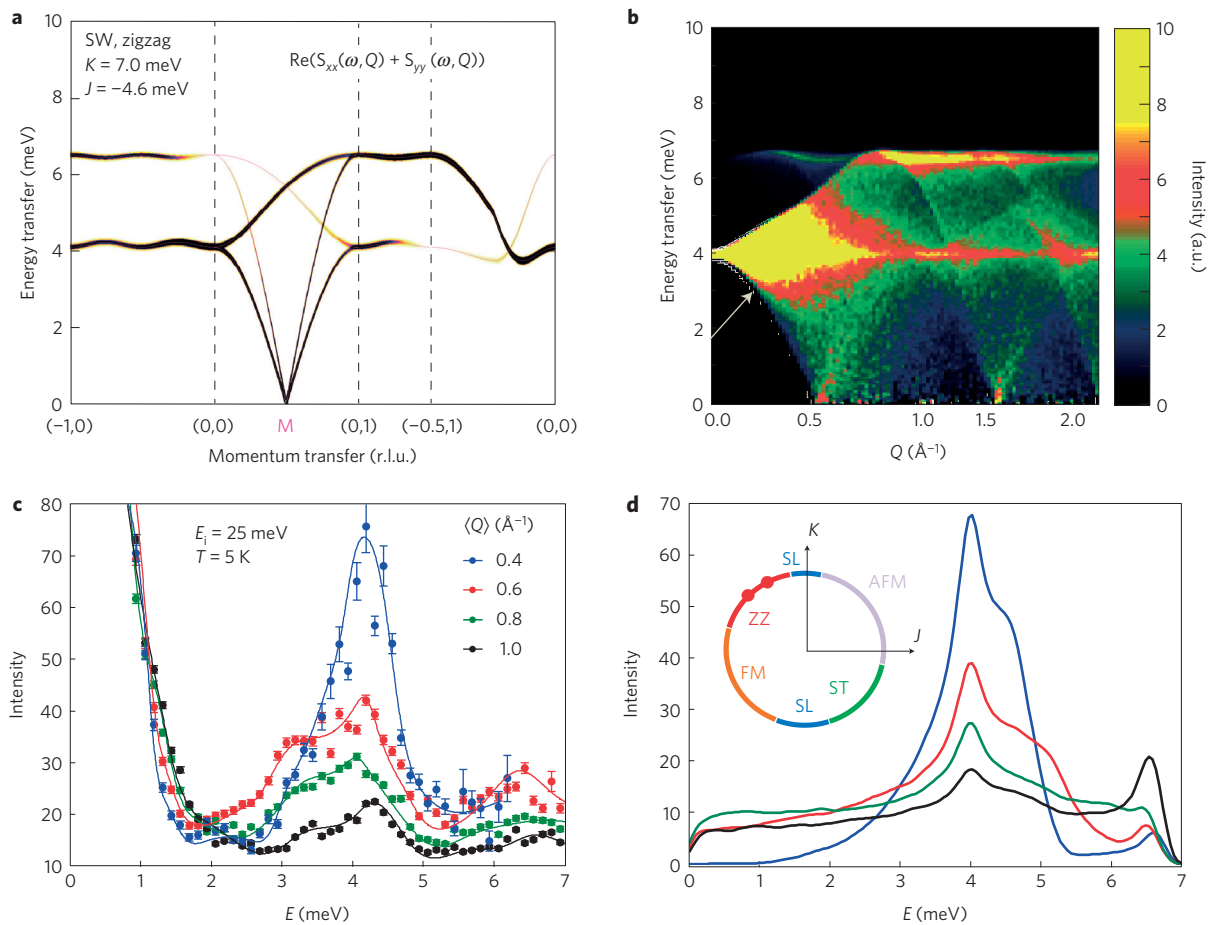 a
10
8
6
4
2
0
Energy transfer (meV)
SW, zigzag
K = 7.0 meV
J = −4.6 meV
Re(Sxx(ω,Q) + Syy (ω,Q))
(−1,0)
(0,0)
M
(0,1)
(−0.5,1)
(0,0)
Momentum transfer (r.l.u.)
b
10
8
6
4
2
0
Energy transfer (meV)
0.0
0.5
1.0
1.5
2.0
Q (Å⁻¹)
10
8
6
4
2
0
Intensity (a.u.)
c
80
70
60
50
40
30
20
10
Intensity
Ei = 25 meV
T = 5 K
⟨Q⟩ (Å⁻¹)
0.4
0.6
0.8
1.0
0
1
2
3
4
5
6
7
E (meV)
d
70
60
50
40
30
20
10
0
Intensity
K
SL
AFM
ZZ
J
FM
ST
SL
0
1
2
3
4
5
6
7
E (meV)